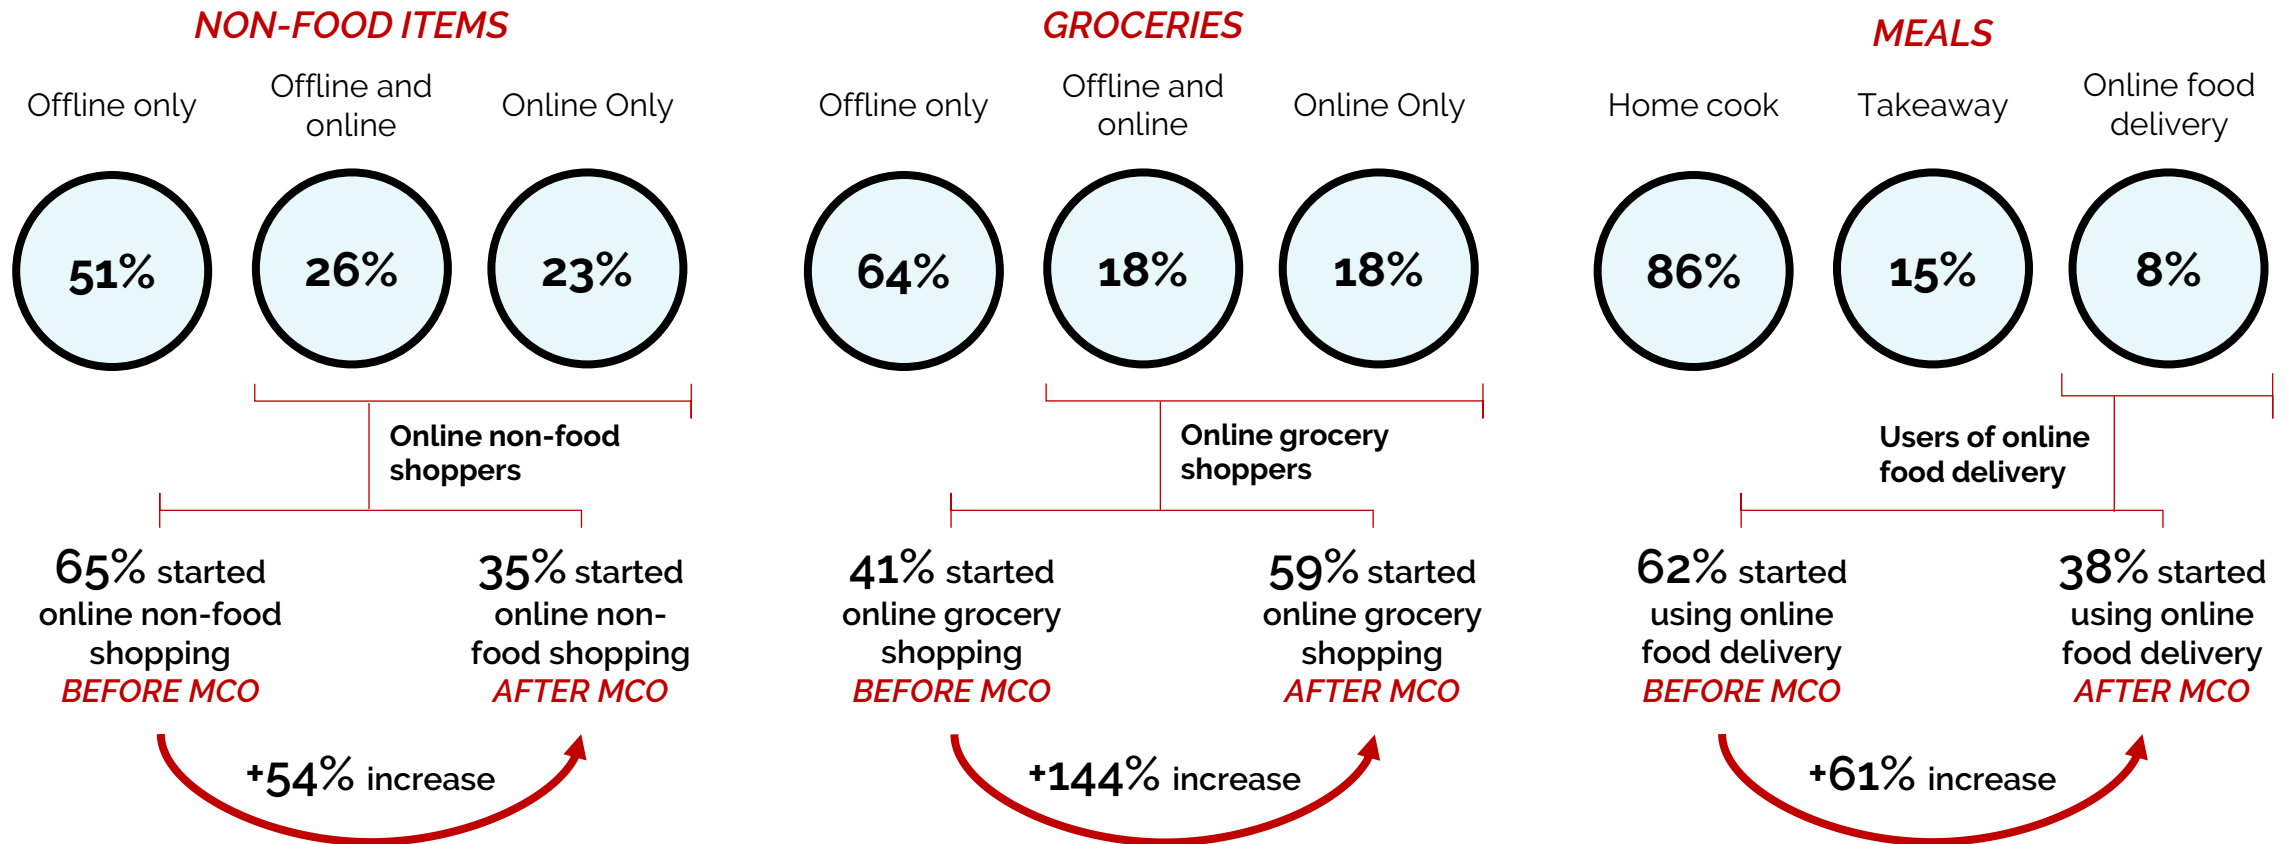 NON-FOOD ITEMS
Offline only
Offline and
online
Online Only
51%
26%
23%
Online non-food
shoppers
65% started
online non-food
shopping
BEFORE MCO
35% started
online non-
food shopping
AFTER MCO
+54% increase
GROCERIES
Offline only
Offline and
online
Online Only
64%
18%
18%
Online grocery
shoppers
41% started
online grocery
shopping
BEFORE MCO
59% started
online grocery
shopping
AFTER MCO
+144% increase
MEALS
Home cook
Takeaway
Online food
delivery
86%
15%
8%
Users of online
food delivery
62% started
using online
food delivery
BEFORE MCO
38% started
using online
food delivery
AFTER MCO
+61% increase